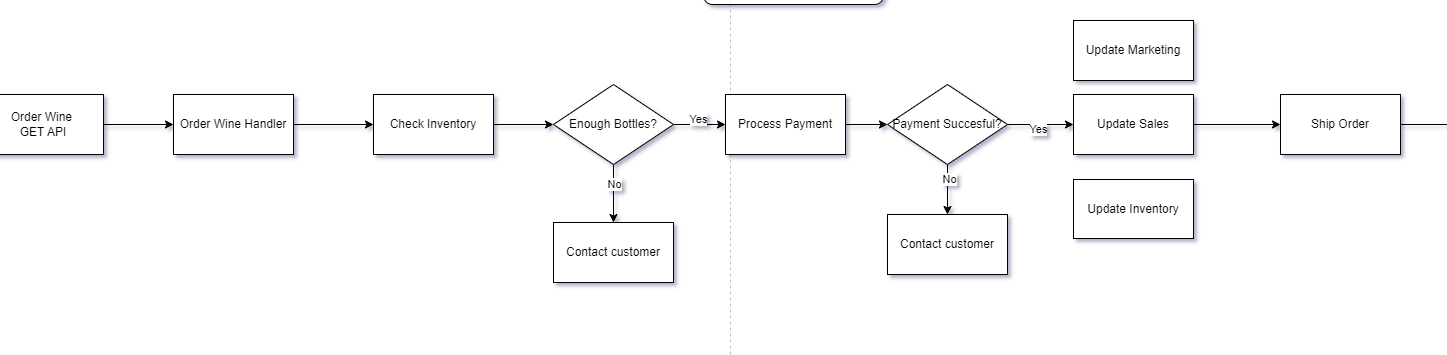 Order Wine
GET API
Order Wine Handler
Check Inventory
Enough Bottles?
Yes
No
Contact customer
Process Payment
Payment Succesful?
Yes
No
Contact customer
Update Marketing
Update Sales
Update Inventory
Ship Order